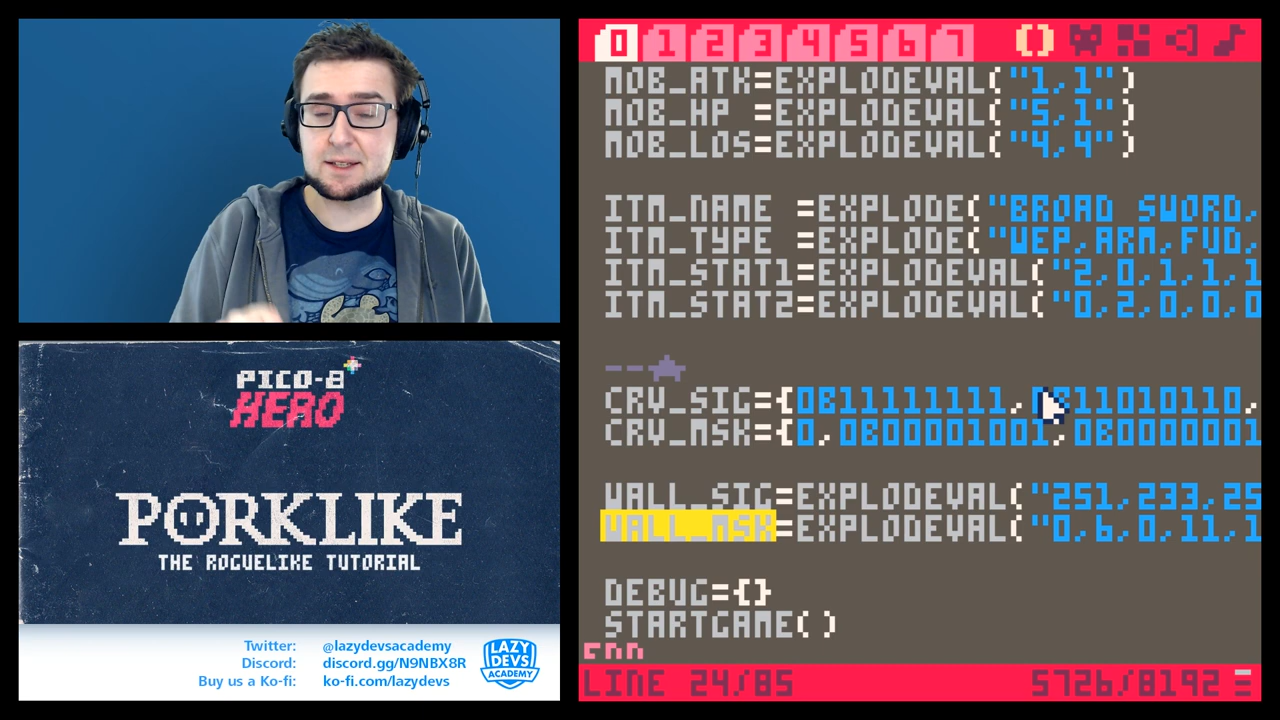 PICO-8
HERO
PORKLIKE
THE ROGUELIKE TUTORIAL
Twitter: @lazydevsacademy
Discord: discord.gg/N9NBX8R
Buy us a Ko-fi: ko-fi.com/lazydevs
LAZY
DEVS
ACADEMY
0 1 2 3 4 5 6 7
MOB_ATK=EXPLODEVAL("1,1")
MOB_HP =EXPLODEVAL("5,1")
MOB_LOS=EXPLODEVAL("4,4")
ITM_NAME =EXPLODE("BROAD SWORD,
ITM_TYPE =EXPLODE("WEP,ARM,FUD,
ITM_STAT1=EXPLODEVAL("2,0,1,1,1
ITM_STAT2=EXPLODEVAL("0,2,0,0,0
--
CRV_SIG={0B11111111,0B11010110,
CRV_MSK={0,0B00001001,0B0000001
WALL_SIG=EXPLODEVAL("251,233,25
WALL_MSK=EXPLODEVAL("0,6,0,11,1
DEBUG={}
STARTGAME()
END
LINE 24/85 5726/8192